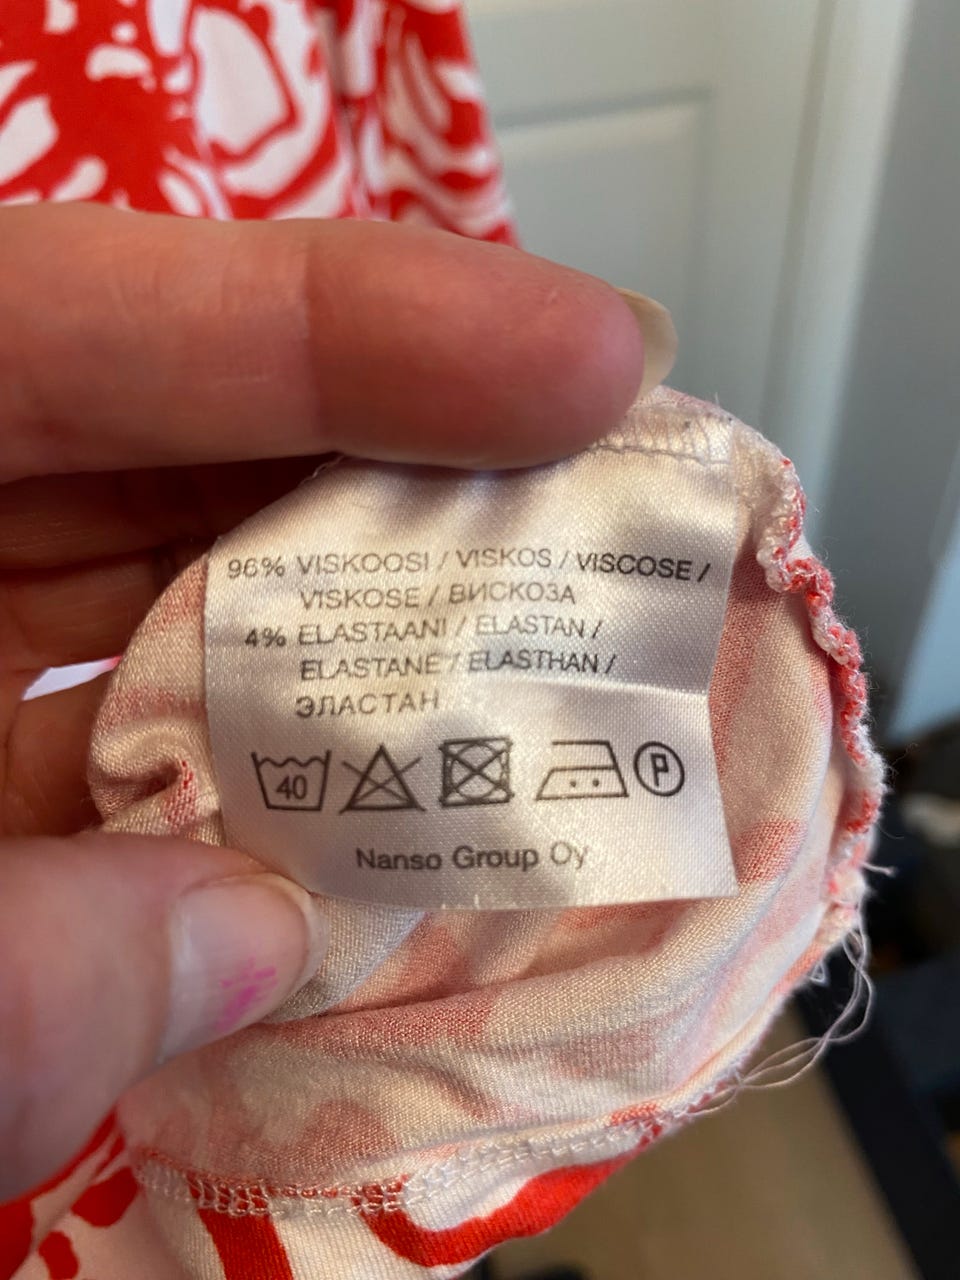 96% VISKOOSI / VISKOS / VISCOSE /
VISKOSE / ВИСКОЗА
4% ELASTAANI / ELASTAN /
ELASTANE / ELASTHAN /
ЭЛАСТАН
40 P
Nanso Group Oy